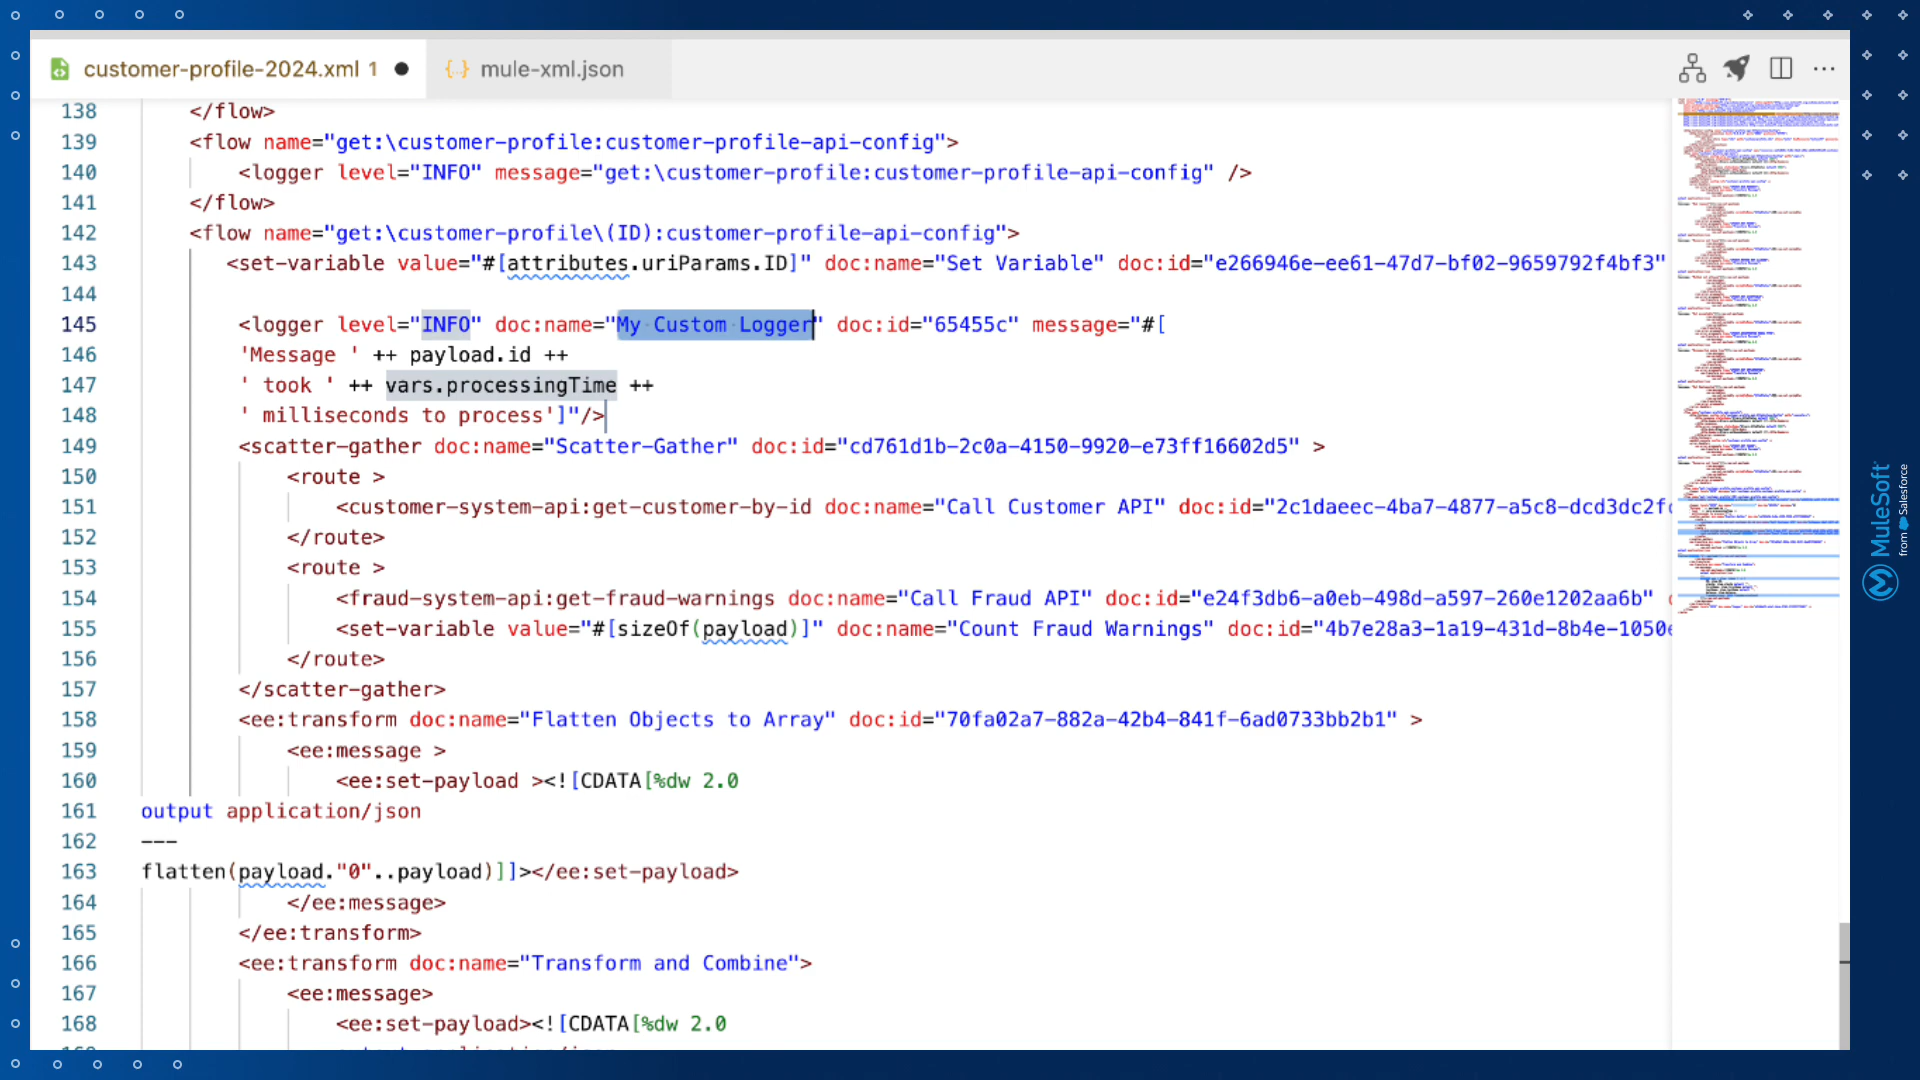 customer-profile-2024.xml 1
mule-xml.json
138 </flow>
139 <flow name="get:\customer-profile:customer-profile-api-config">
140 <logger level="INFO" message="get:\customer-profile:customer-profile-api-config" />
141 </flow>
142 <flow name="get:\customer-profile\(ID):customer-profile-api-config">
143 <set-variable value="#[attributes.uriParams.ID]" doc:name="Set Variable" doc:id="e266946e-ee61-47d7-bf02-9659792f4bf3"
144
145 <logger level="INFO" doc:name="My Custom Logger" doc:id="65455c" message="#[
146 'Message ' ++ payload.id ++
147 ' took ' ++ vars.processingTime ++
148 ' milliseconds to process']"/>
149 <scatter-gather doc:name="Scatter-Gather" doc:id="cd761d1b-2c0a-4150-9920-e73ff16602d5" >
150 <route >
151 <customer-system-api:get-customer-by-id doc:name="Call Customer API" doc:id="2c1daeec-4ba7-4877-a5c8-dcd3dc2f
152 </route>
153 <route >
154 <fraud-system-api:get-fraud-warnings doc:name="Call Fraud API" doc:id="e24f3db6-a0eb-498d-a597-260e1202aa6b"
155 <set-variable value="#[sizeOf(payload)]" doc:name="Count Fraud Warnings" doc:id="4b7e28a3-1a19-431d-8b4e-1050
156 </route>
157 </scatter-gather>
158 <ee:transform doc:name="Flatten Objects to Array" doc:id="70fa02a7-882a-42b4-841f-6ad0733bb2b1" >
159 <ee:message >
160 <ee:set-payload ><![CDATA[%dw 2.0
161 output application/json
162 ---
163 flatten(payload."0"..payload)]]></ee:set-payload>
164 </ee:message>
165 </ee:transform>
166 <ee:transform doc:name="Transform and Combine">
167 <ee:message>
168 <ee:set-payload><![CDATA[%dw 2.0
MuleSoft
from Salesforce